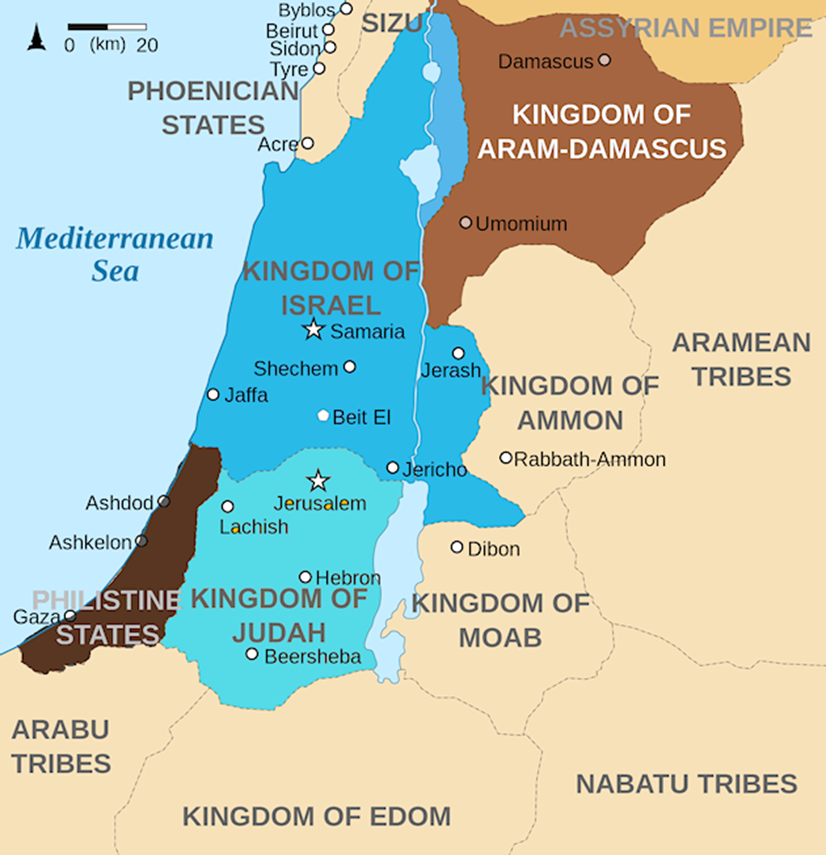 Byblos
SIZU
ASSYRIAN EMPIRE
0 (km) 20
Beirut
Sidon
Tyre
Damascus
PHOENICIAN
STATES
KINGDOM OF
ARAM-DAMASCUS
Acre
Umomium
Mediterranean
Sea
KINGDOM OF
ISRAEL
Samaria
ARAMEAN
TRIBES
Shechem
Jerash
KINGDOM OF
AMMON
Jaffa
Beit El
Rabbath-Ammon
Jericho
Jerusalem
Ashdod
Lachish
Ashkelon
Dibon
Hebron
PHILISTINE
STATES
KINGDOM OF
JUDAH
KINGDOM OF
MOAB
Gaza
Beersheba
ARABU
TRIBES
NABATU TRIBES
KINGDOM OF EDOM